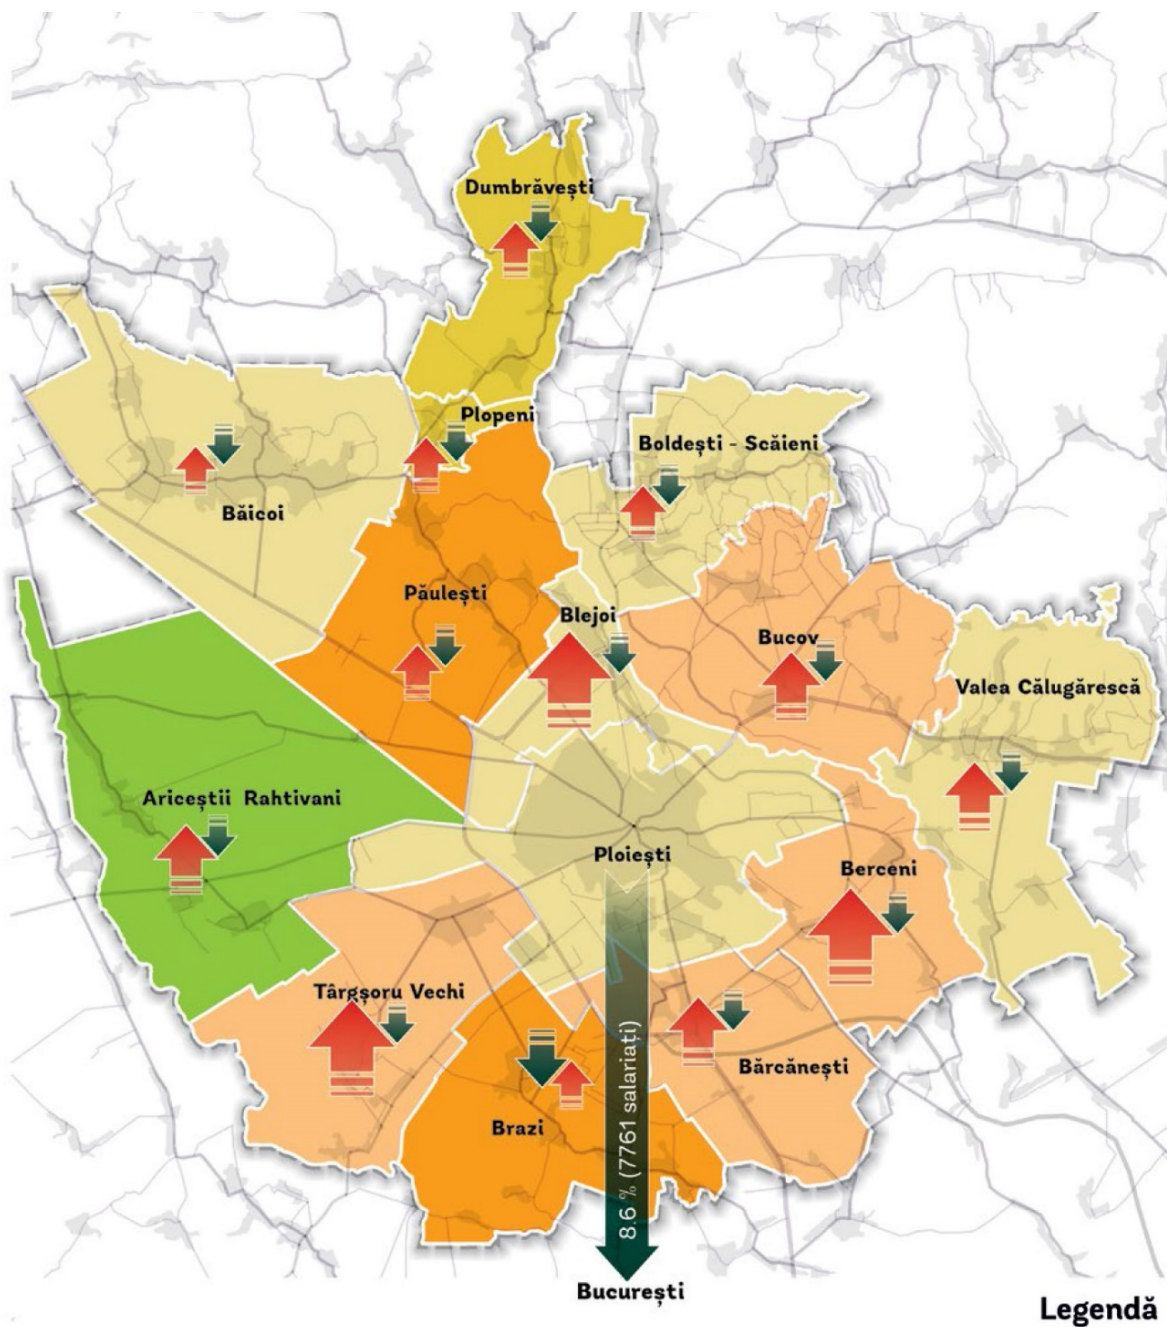 Dumbrăvești
Plopeni
Boldești - Scăieni
Băicoi
Păulești
Blejoi
Bucov
Valea Călugărescă
Ariceștii Rahtivani
Ploiești
Berceni
Târgșoru Vechi
Bărcănești
Brazi
8.6 % (7761 salariați)
București
Legendă